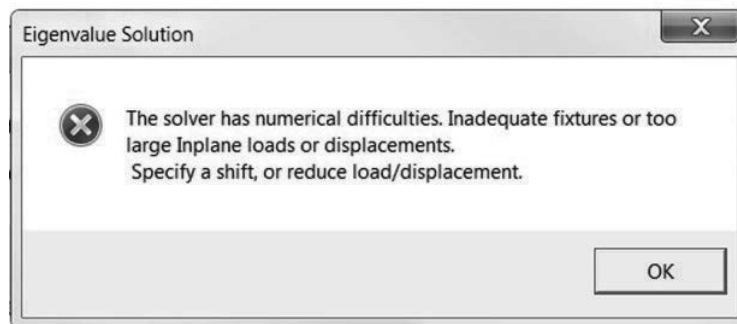 Eigenvalue Solution
The solver has numerical difficulties. Inadequate fixtures or too
large Inplane loads or displacements.
Specify a shift, or reduce load/displacement.
OK